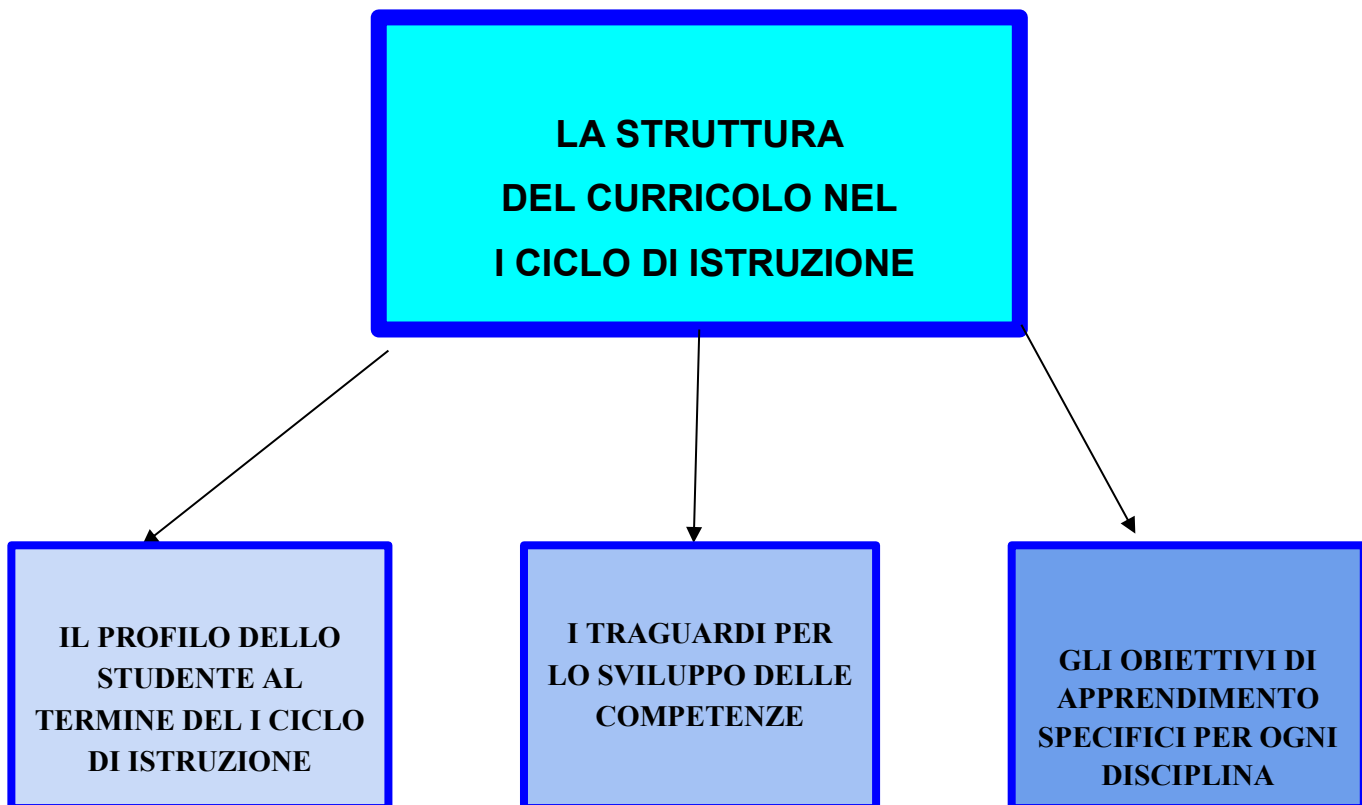 LA STRUTTURA
DEL CURRICOLO NEL
I CICLO DI ISTRUZIONE
IL PROFILO DELLO
STUDENTE AL
TERMINE DEL I CICLO
DI ISTRUZIONE
I TRAGUARDI PER
LO SVILUPPO DELLE
COMPETENZE
GLI OBIETTIVI DI
APPRENDIMENTO
SPECIFICI PER OGNI
DISCIPLINA